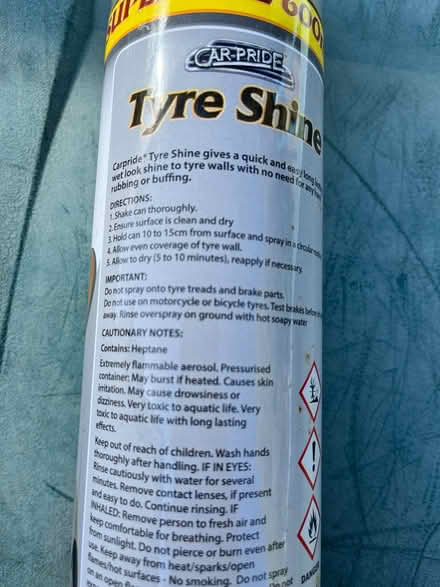 600
CAR-PRIDE
Tyre Shine
Carpride® Tyre Shine gives a quick and easy long
wet look shine to tyre walls with no need for any
rubbing or buffing.
DIRECTIONS:
1. Shake can thoroughly.
2. Ensure surface is clean and dry
3. Hold can 10 to 15cm from surface and spray in a circular
4. Allow even coverage of tyre wall.
5. Allow to dry (5 to 10 minutes), reapply if necessary.
IMPORTANT:
Do not spray onto tyre treads and brake parts.
Do not use on motorcycle or bicycle tyres. Test brakes before
away. Rinse overspray on ground with hot soapy water
CAUTIONARY NOTES:
Contains: Heptane
Extremely flammable aerosol. Pressurised
container: May burst if heated. Causes skin
irritation. May cause drowsiness or
dizziness. Very toxic to aquatic life. Very
toxic to aquatic life with long lasting
effects.
Keep out of reach of children. Wash hands
thoroughly after handling. IF IN EYES:
Rinse cautiously with water for several
minutes. Remove contact lenses, if present
and easy to do. Continue rinsing. IF
INHALED: Remove person to fresh air and
keep comfortable for breathing. Protect
from sunlight. Do not pierce or burn even after
use. Keep away from heat/sparks/open
flames/hot surfaces - No smoking. Do not spray
on an open
DANGER